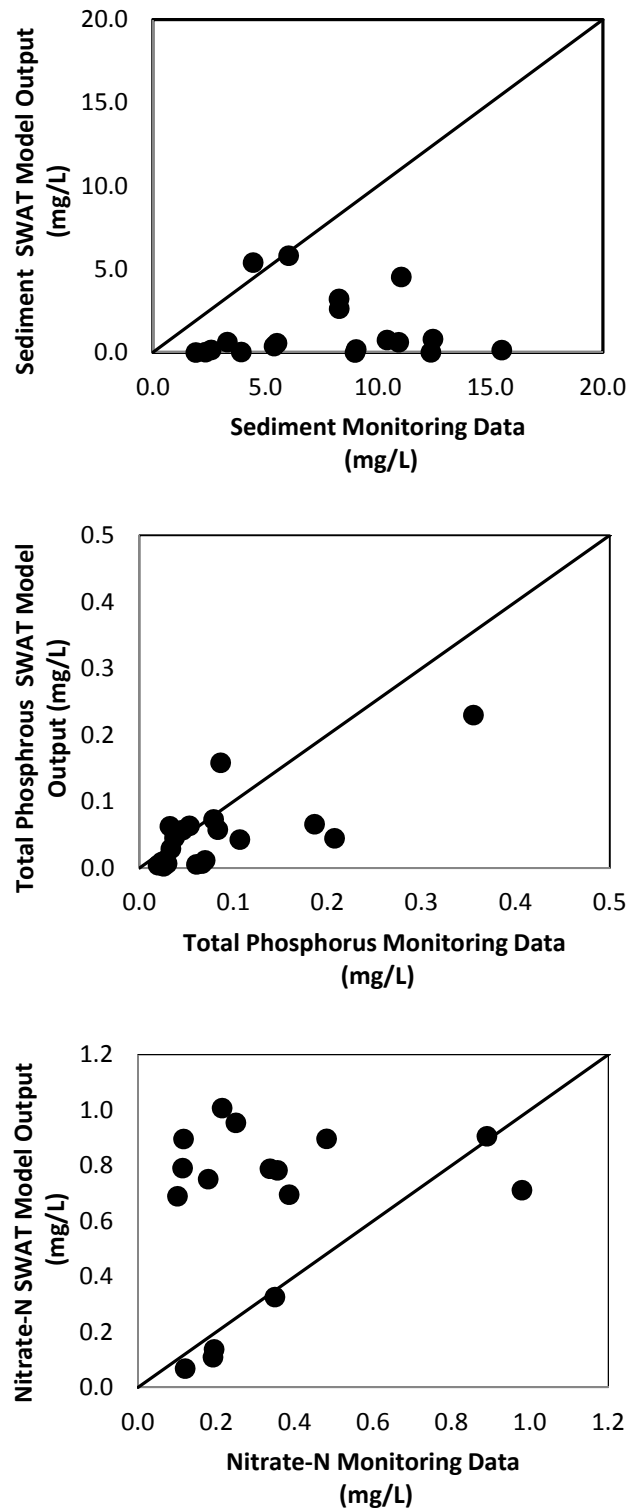 Sediment SWAT Model Output
(mg/L)
20.0
15.0
10.0
5.0
0.0
0.0 5.0 10.0 15.0 20.0
Sediment Monitoring Data
(mg/L)
Total Phosphrous SWAT Model
Output (mg/L)
0.5
0.4
0.3
0.2
0.1
0.0
0.0 0.1 0.2 0.3 0.4 0.5
Total Phosphorus Monitoring Data
(mg/L)
Nitrate-N SWAT Model Output
(mg/L)
1.2
1.0
0.8
0.6
0.4
0.2
0.0
0.0 0.2 0.4 0.6 0.8 1.0 1.2
Nitrate-N Monitoring Data
(mg/L)